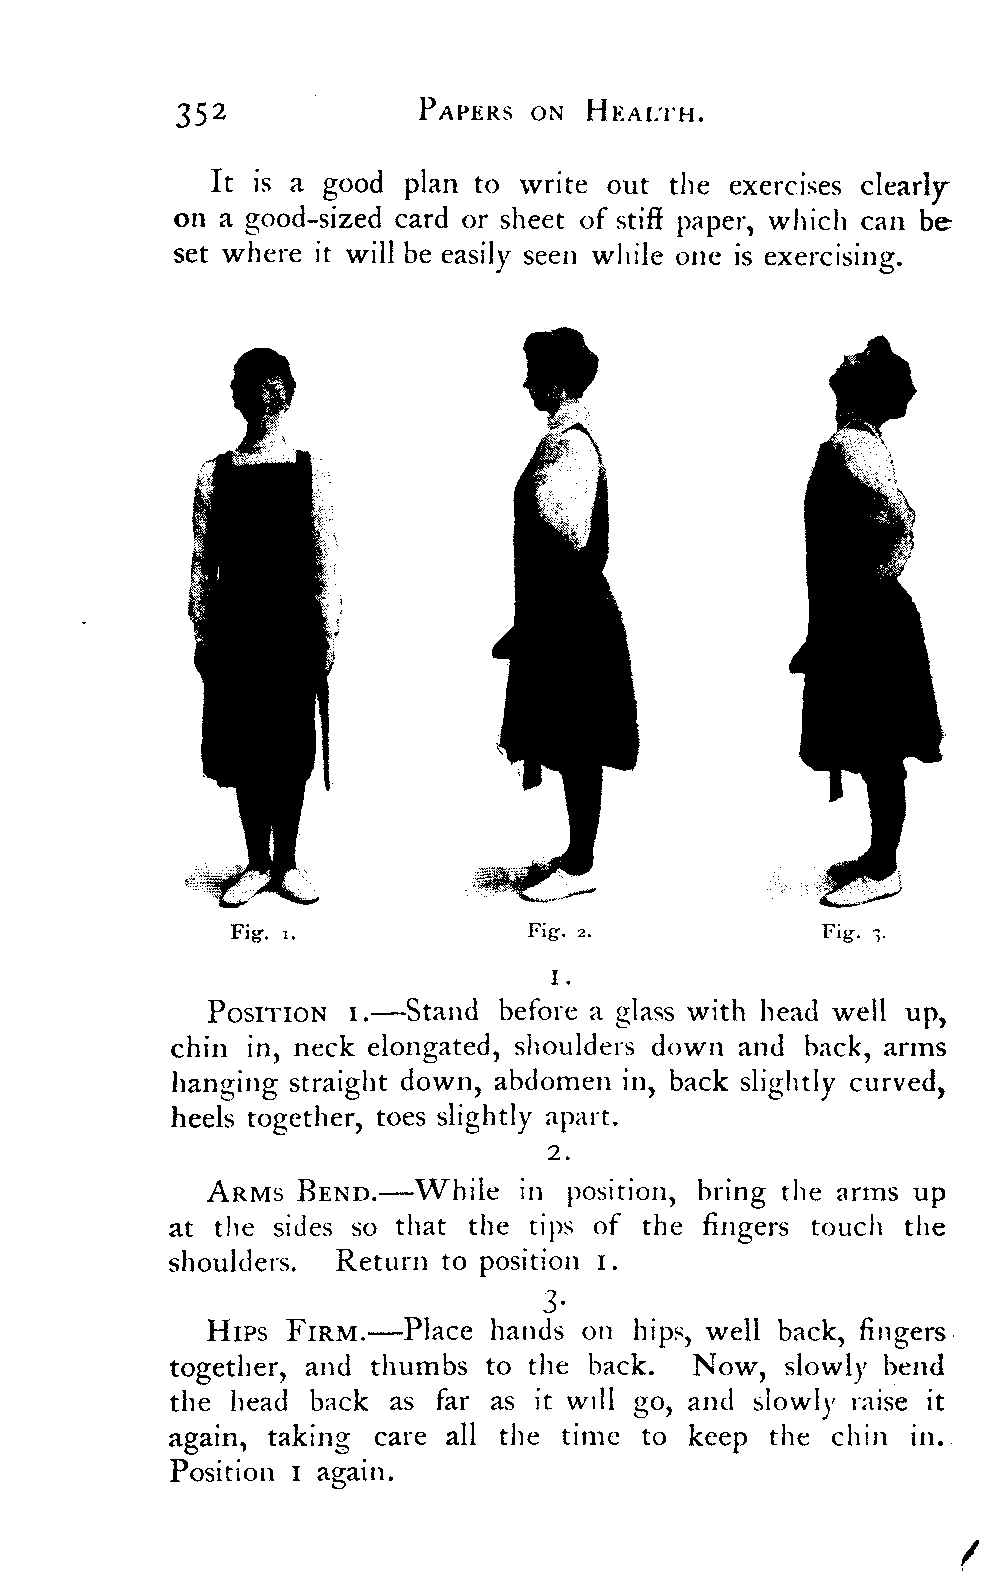 352 PAPERS ON HEALTH.
It is a good plan to write out the exercises clearly
on a good-sized card or sheet of stiff paper, which can be
set where it will be easily seen while one is exercising.
Fig. 1. Fig. 2. Fig. 3.
1.
POSITION 1.—Stand before a glass with head well up,
chin in, neck elongated, shoulders down and back, arms
hanging straight down, abdomen in, back slightly curved,
heels together, toes slightly apart.
2.
ARMS BEND.—While in position, bring the arms up
at the sides so that the tips of the fingers touch the
shoulders. Return to position 1.
3.
HIPS FIRM.—Place hands on hips, well back, fingers
together, and thumbs to the back. Now, slowly bend
the head back as far as it will go, and slowly raise it
again, taking care all the time to keep the chin in.
Position 1 again.